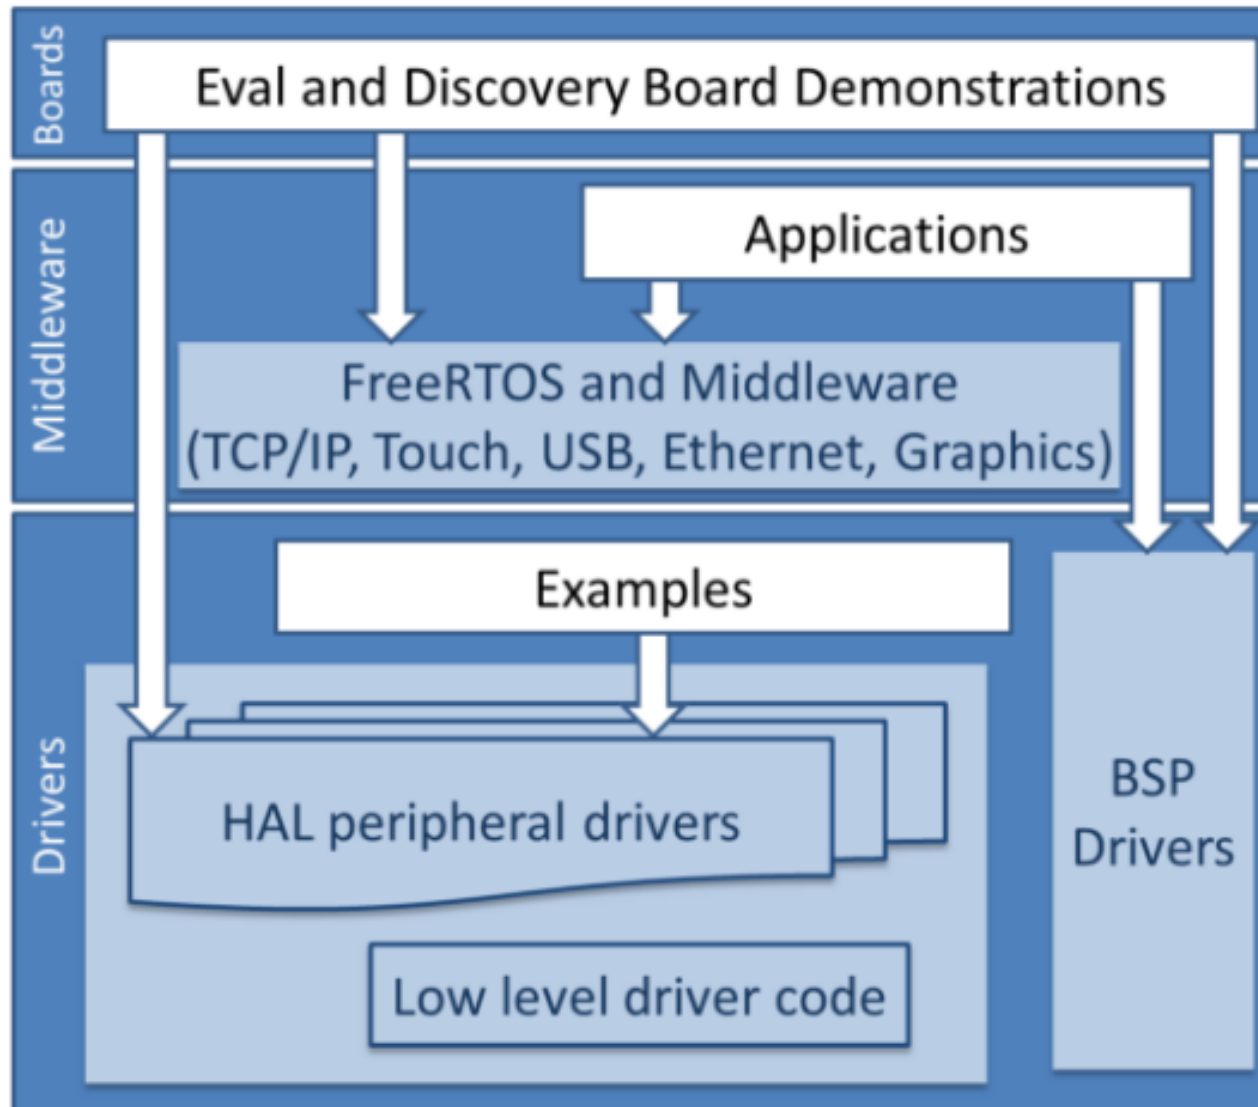 Boards
Eval and Discovery Board Demonstrations
Middleware
Applications
FreeRTOS and Middleware
(TCP/IP, Touch, USB, Ethernet, Graphics)
Drivers
Examples
HAL peripheral drivers
Low level driver code
BSP
Drivers